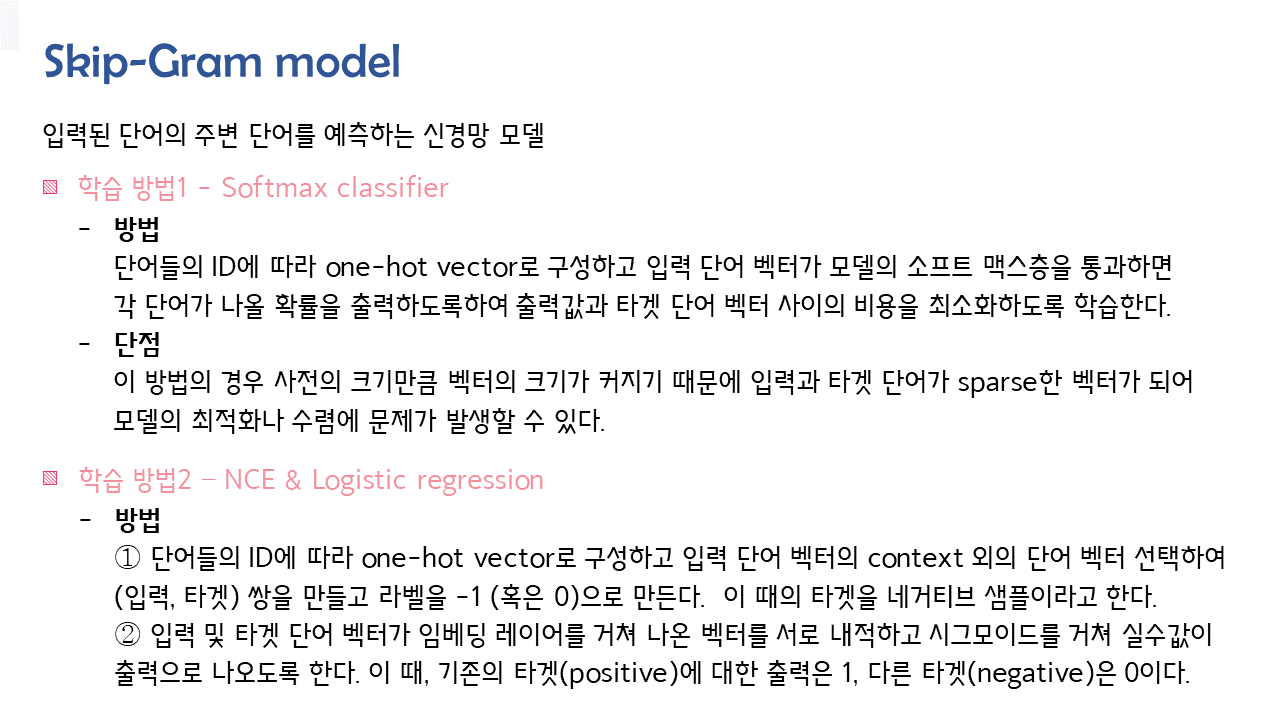 Skip-Gram model
입력된 단어의 주변 단어를 예측하는 신경망 모델
학습 방법1 - Softmax classifier
- 방법
단어들의 ID에 따라 one-hot vector로 구성하고 입력 단어 벡터가 모델의 소프트 맥스층을 통과하면
각 단어가 나올 확률을 출력하도록하여 출력값과 타겟 단어 벡터 사이의 비용을 최소화하도록 학습한다.
- 단점
이 방법의 경우 사전의 크기만큼 벡터의 크기가 커지기 때문에 입력과 타겟 단어가 sparse한 벡터가 되어
모델의 최적화나 수렴에 문제가 발생할 수 있다.
학습 방법2 – NCE & Logistic regression
- 방법
① 단어들의 ID에 따라 one-hot vector로 구성하고 입력 단어 벡터의 context 외의 단어 벡터 선택하여
(입력, 타겟) 쌍을 만들고 라벨을 -1 (혹은 0)으로 만든다. 이 때의 타겟을 네거티브 샘플이라고 한다.
② 입력 및 타겟 단어 벡터가 임베딩 레이어를 거쳐 나온 벡터를 서로 내적하고 시그모이드를 거쳐 실수값이
출력으로 나오도록 한다. 이 때, 기존의 타겟(positive)에 대한 출력은 1, 다른 타겟(negative)은 0이다.